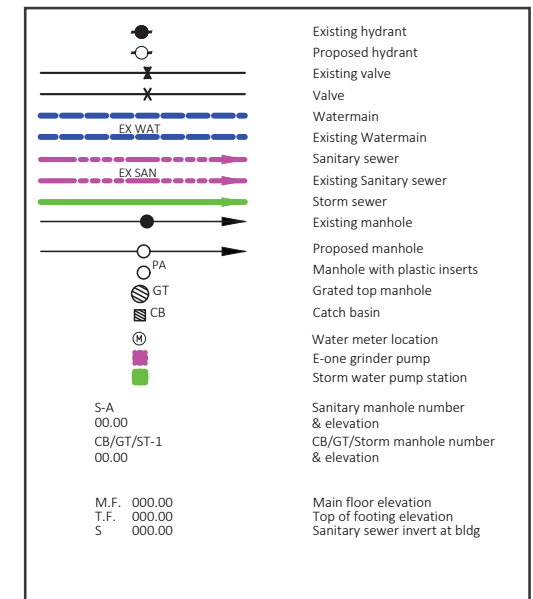 Existing hydrant
Proposed hydrant
Existing valve
Valve
Watermain
EX WAT Existing Watermain
Sanitary sewer
EX SAN Existing Sanitary sewer
Storm sewer
Existing manhole
Proposed manhole
PA Manhole with plastic inserts
GT Grated top manhole
CB Catch basin
M Water meter location
E-one grinder pump
Storm water pump station
S-A Sanitary manhole number
00.00 & elevation
CB/GT/ST-1 CB/GT/Storm manhole number
00.00 & elevation
M.F. 000.00 Main floor elevation
T.F. 000.00 Top of footing elevation
S 000.00 Sanitary sewer invert at bldg